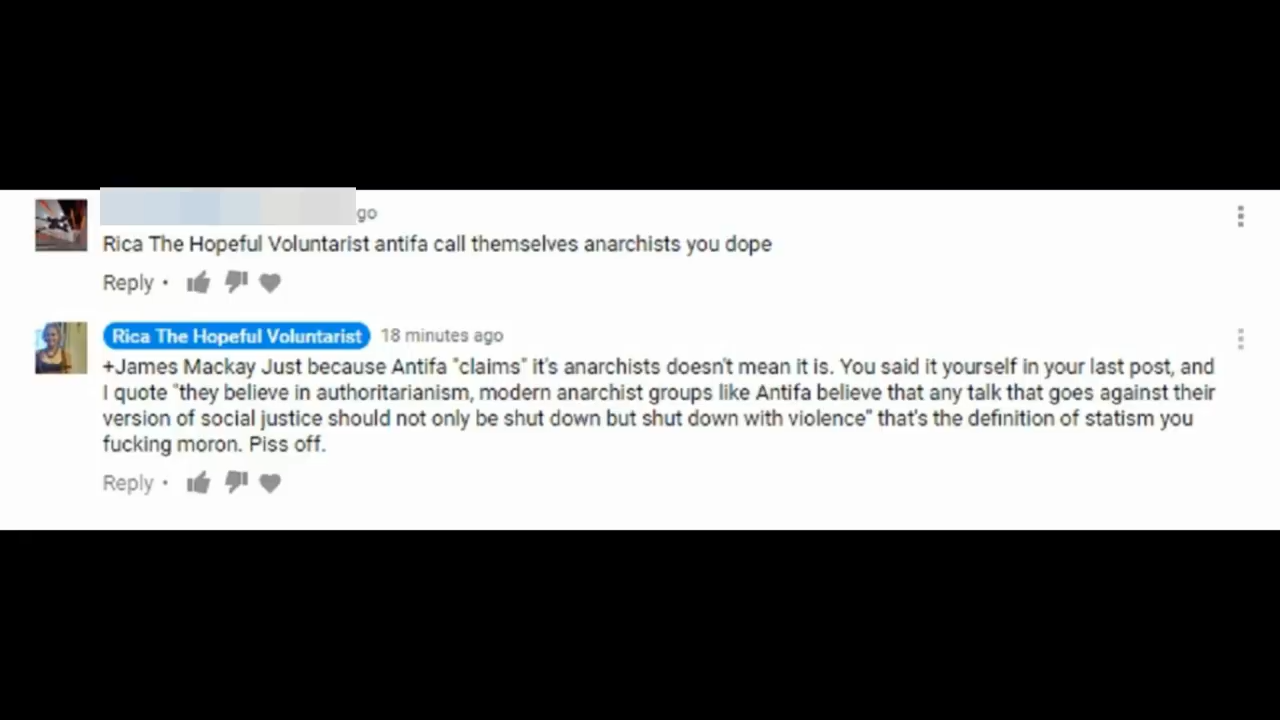 go
Rica The Hopeful Voluntarist antifa call themselves anarchists you dope
Reply •
Rica The Hopeful Voluntarist 18 minutes ago
+James Mackay Just because Antifa "claims" it's anarchists doesn't mean it is. You said it yourself in your last post, and
I quote "they believe in authoritarianism, modern anarchist groups like Antifa believe that any talk that goes against their
version of social justice should not only be shut down but shut down with violence" that's the definition of statism you
fucking moron. Piss off.
Reply •